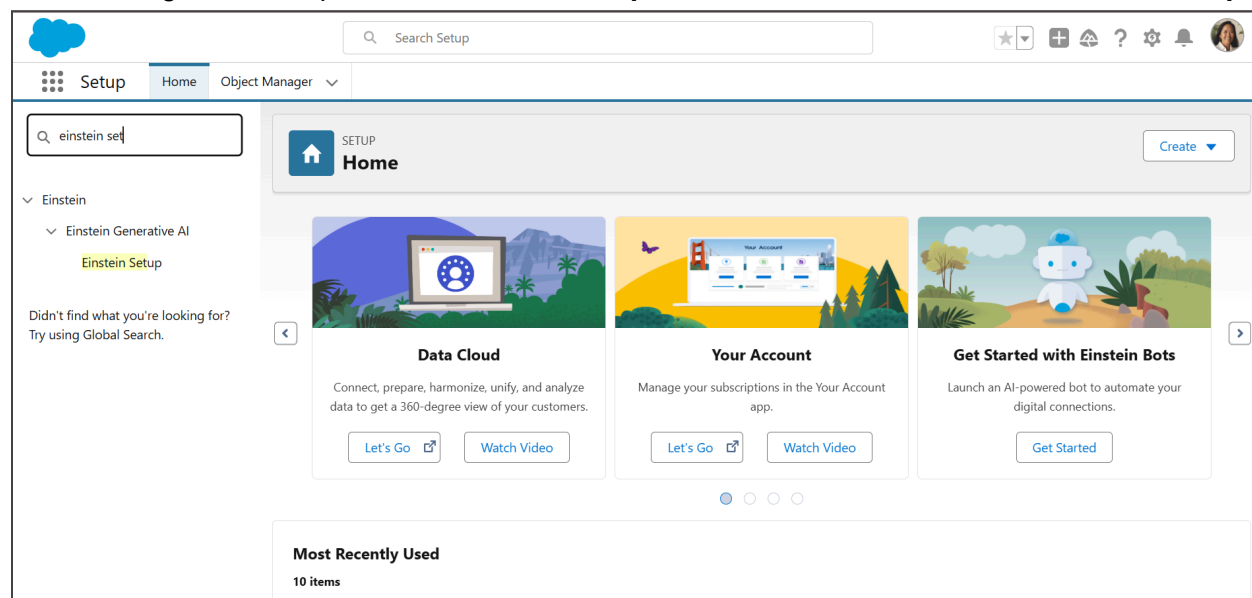 Search Setup
Setup
Home
Object Manager
einstein set
SETUP
Home
Create
Einstein
Einstein Generative AI
Einstein Setup
Didn't find what you're looking for?
Try using Global Search.
Your Account
Data Cloud
Connect, prepare, harmonize, unify, and analyze
data to get a 360-degree view of your customers.
Let's Go
Watch Video
Your Account
Manage your subscriptions in the Your Account
app.
Let's Go
Watch Video
Get Started with Einstein Bots
Launch an AI-powered bot to automate your
digital connections.
Get Started
Most Recently Used
10 items